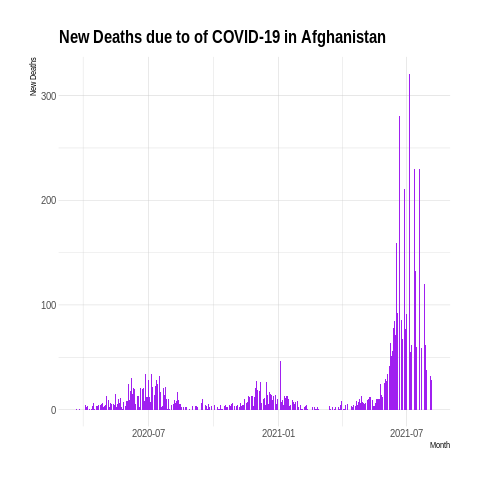 New Deaths due to of COVID-19 in Afghanistan
New Deaths
300
200
100
0
2020-07 2021-01 2021-07
Month